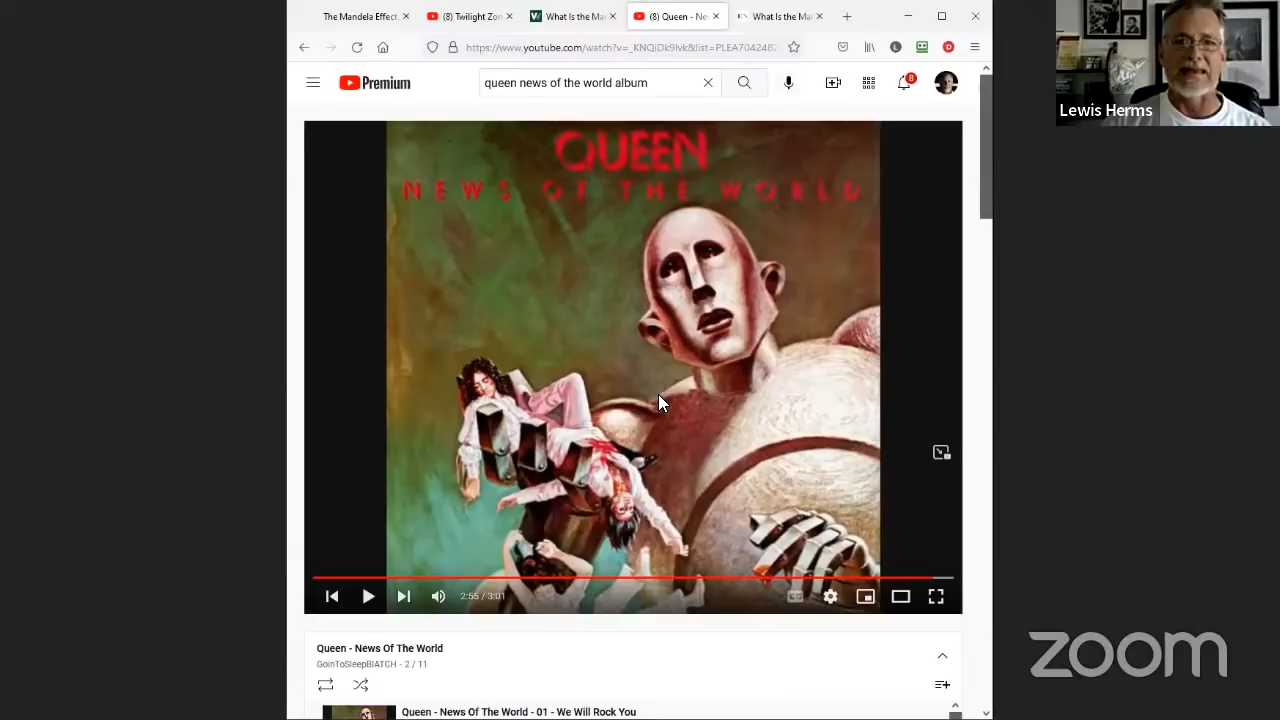 The Mandela Effect.
(8) Twilight Zon
What Is the Mar
(8) Queen - Ne
What Is the Ma
Premium
queen news of the world album
8
Lewis Herms
QUEEN
NEWS OF THE WORLD
2:55 / 3:01
Queen - News Of The World
GoinToSleepBIATCH - 2 / 11
Queen - News Of The World - 01 - We Will Rock You
zoom